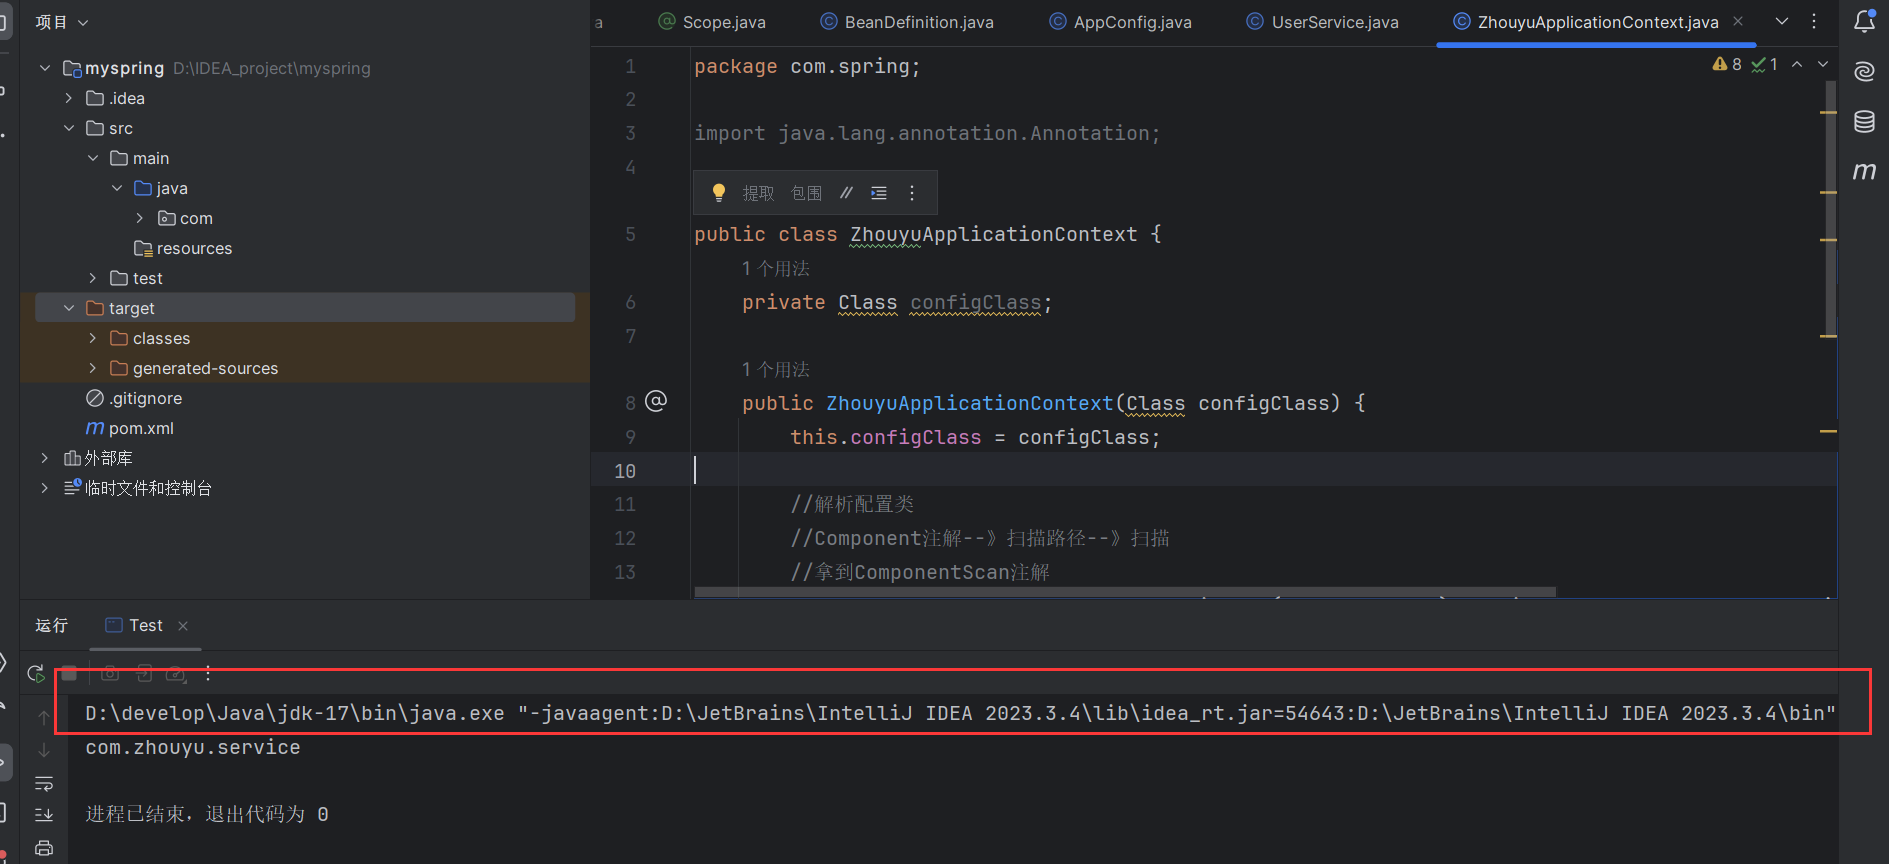 项目
a Scope.java BeanDefinition.java AppConfig.java UserService.java ZhouyuApplicationContext.java
myspring D:\IDEA_project\myspring
.idea
src
main
java
com
resources
test
target
classes
generated-sources
.gitignore
m pom.xml
外部库
临时文件和控制台
8 1
1 package com.spring;
2
3 import java.lang.annotation.Annotation;
4
提取 包围 //
5 public class ZhouyuApplicationContext {
1 个用法
6 private Class configClass;
7
1 个用法
8 public ZhouyuApplicationContext(Class configClass) {
9 this.configClass = configClass;
10
11 //解析配置类
12 //Component注解--》扫描路径--》扫描
13 //拿到ComponentScan注解
m
运行 Test
D:\develop\Java\jdk-17\bin\java.exe "-javaagent:D:\JetBrains\IntelliJ IDEA 2023.3.4\lib\idea_rt.jar=54643:D:\JetBrains\IntelliJ IDEA 2023.3.4\bin"
com.zhouyu.service
进程已结束，退出代码为 0